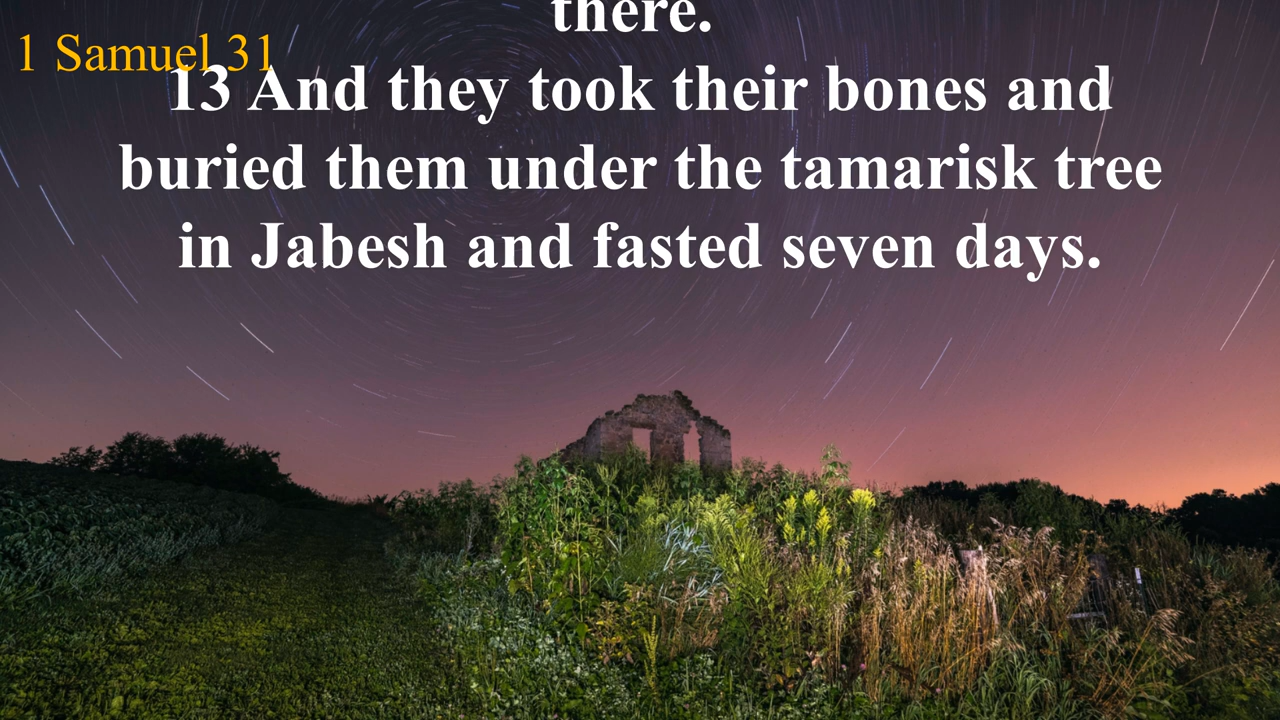 there.
1 Samuel 31
13 And they took their bones and
buried them under the tamarisk tree
in Jabesh and fasted seven days.